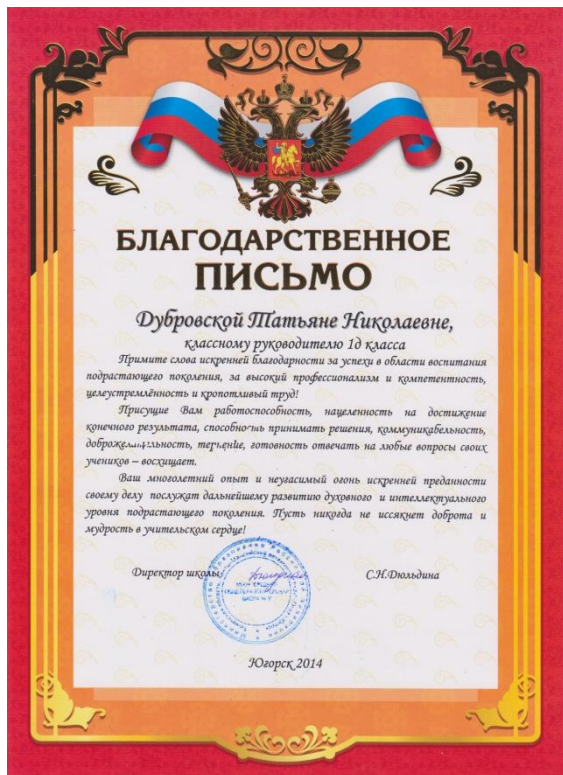 БЛАГОДАРСТВЕННОЕ
ПИСЬМО
Дубровской Татьяне Николаевне,
классному руководителю 1д класса
Примите слова искренней благодарности за успехи в области воспитания
подрастающего поколения, за высокий профессионализм и компетентность,
целеустремлённость и кропотливый труд!
Присущие Вам работоспособность, нацеленность на достижение
конечного результата, способность принимать решения, коммуникабельность,
доброжелательность, терпение, готовность отвечать на любые вопросы своих
учеников – восхищает.
Ваш многолетний опыт и неугасимый огонь искренней преданности
своему делу послужат дальнейшему развитию духовного и интеллектуального
уровня подрастающего поколения. Пусть никогда не иссякнет доброта и
мудрость в учительском сердце!
Директор школы: С.Н.Дюльдина
Югорск 2014